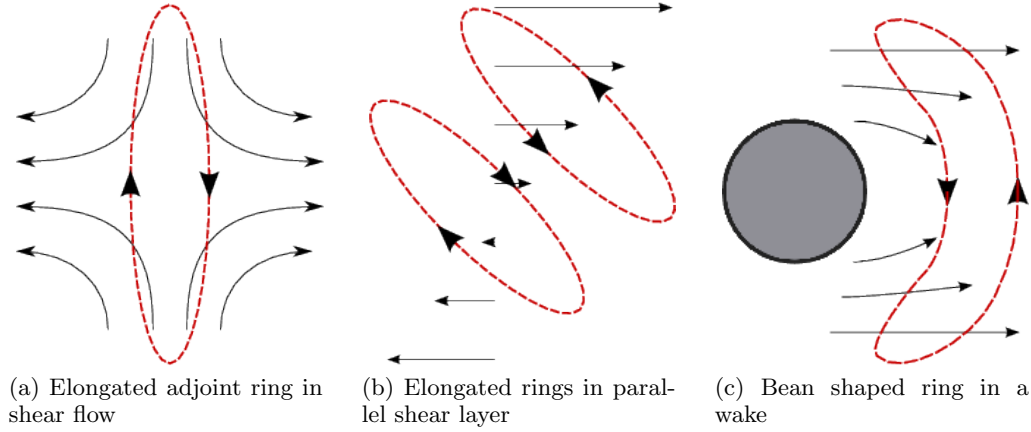 (a) Elongated adjoint ring in
shear flow
(b) Elongated rings in paral-
lel shear layer
(c) Bean shaped ring in a
wake